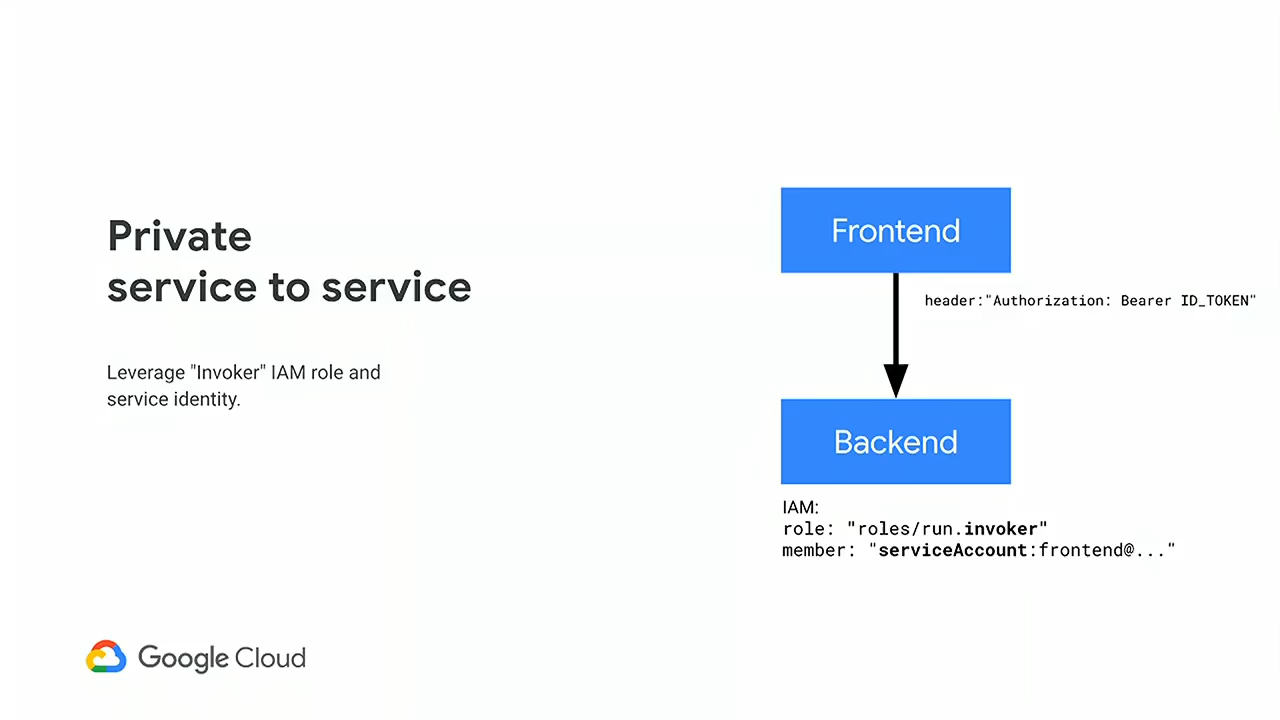 Private
service to service
Leverage "Invoker" IAM role and
service identity.
Frontend
header:"Authorization: Bearer ID_TOKEN"
Backend
IAM:
role: "roles/run.invoker"
member: "serviceAccount:frontend@..."
Google Cloud